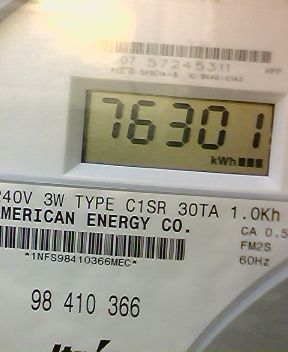 07 57245311
HPP
76301
kWh
240V 3W TYPE C1SR 30TA 1.0Kh
AMERICAN ENERGY CO.
CA 0.5
FM2S
60Hz
*1NFS98410366MEC*
98 410 366